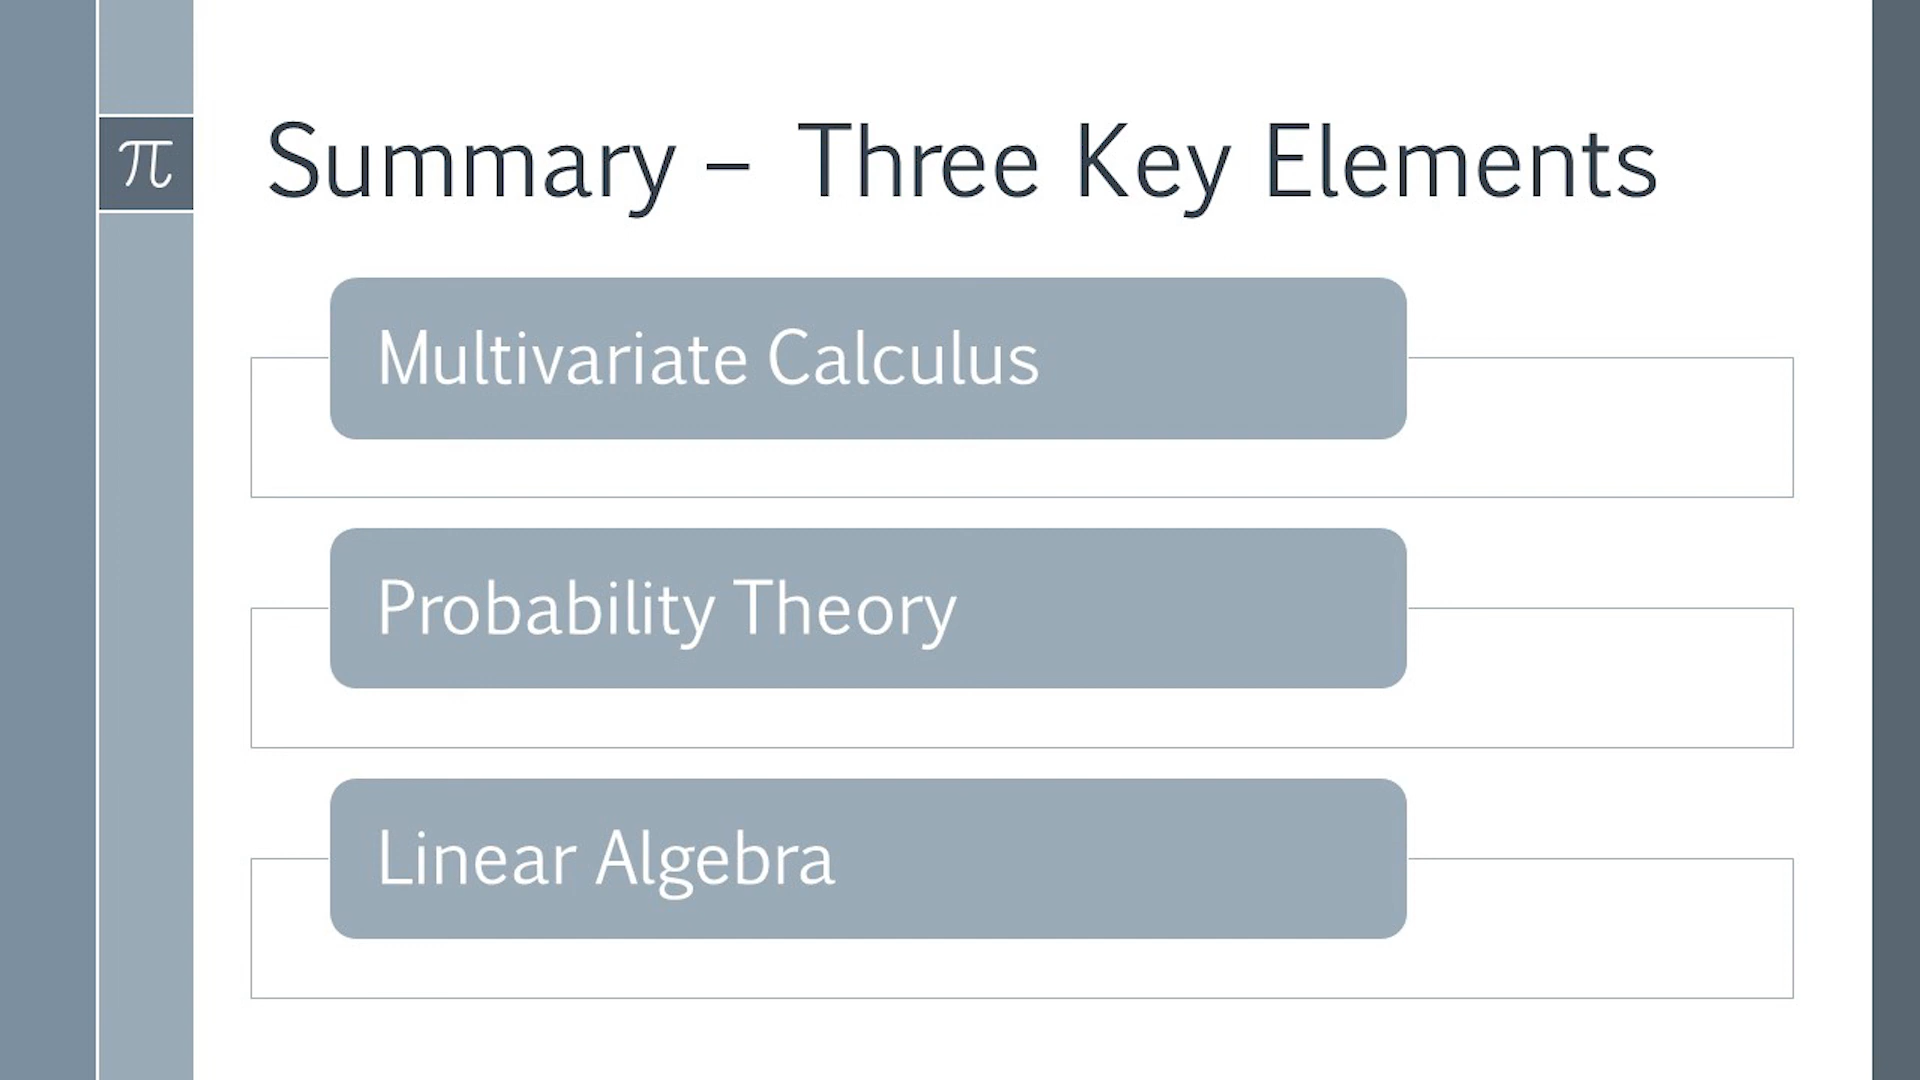 π
Summary – Three Key Elements
Multivariate Calculus
Probability Theory
Linear Algebra